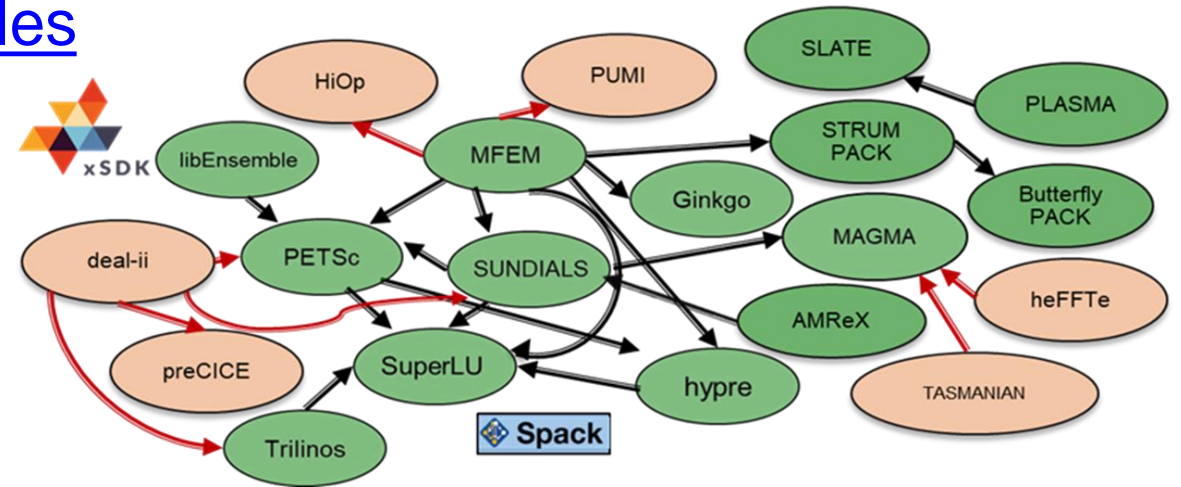 les
SLATE
HiOp
PUMI
PLASMA
xSDK
libEnsemble
MFEM
STRUM
PACK
Ginkgo
Butterfly
PACK
deal-ii
PETSc
SUNDIALS
MAGMA
heFFTe
AMReX
preCICE
SuperLU
hypre
TASMANIAN
Trilinos
Spack